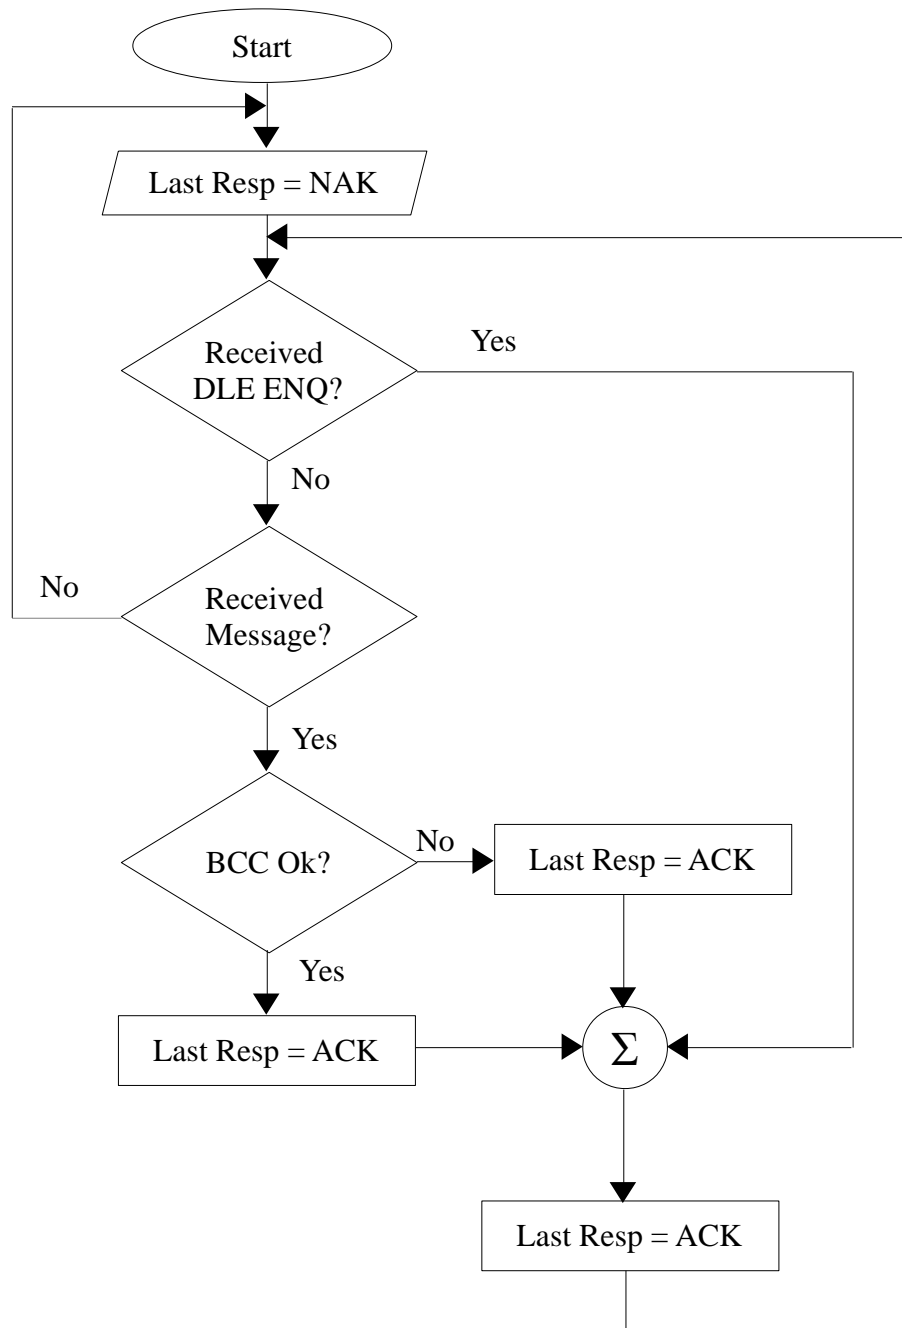 Start
Last Resp = NAK
Received
DLE ENQ?
Yes
No
Received
Message?
No
Yes
BCC Ok?
No
Last Resp = ACK
Yes
Last Resp = ACK
Σ
Last Resp = ACK